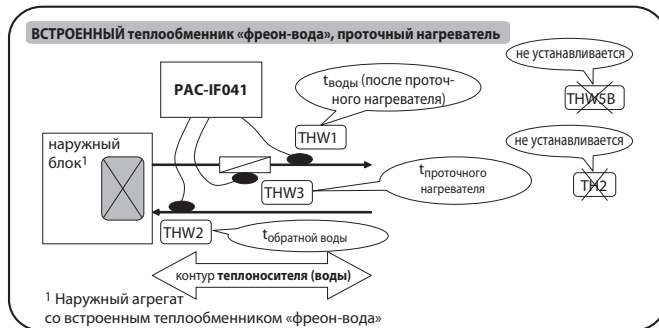 ВСТРОЕННЫЙ теплообменник «фреон-вода», проточный нагреватель
PAC-IF041
tводы (после проточ-
ного нагревателя)
THW1
не устанавливается
THW5B
наружный
блок1
не устанавливается
TH2
THW3
tпроточного
нагревателя
THW2
tобратной воды
контур теплоносителя (воды)
1 Наружный агрегат
со встроенным теплообменником «фреон-вода»